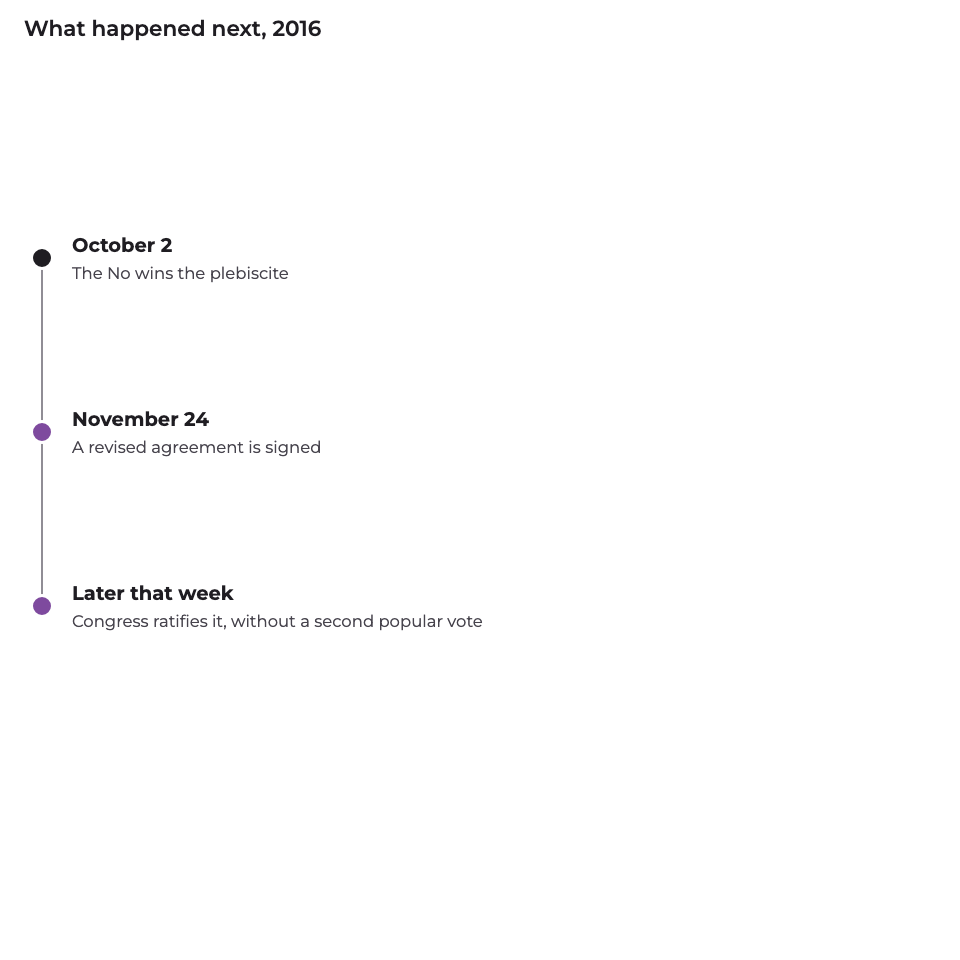 What happened next, 2016
October 2
The No wins the plebiscite
November 24
A revised agreement is signed
Later that week
Congress ratifies it, without a second popular vote